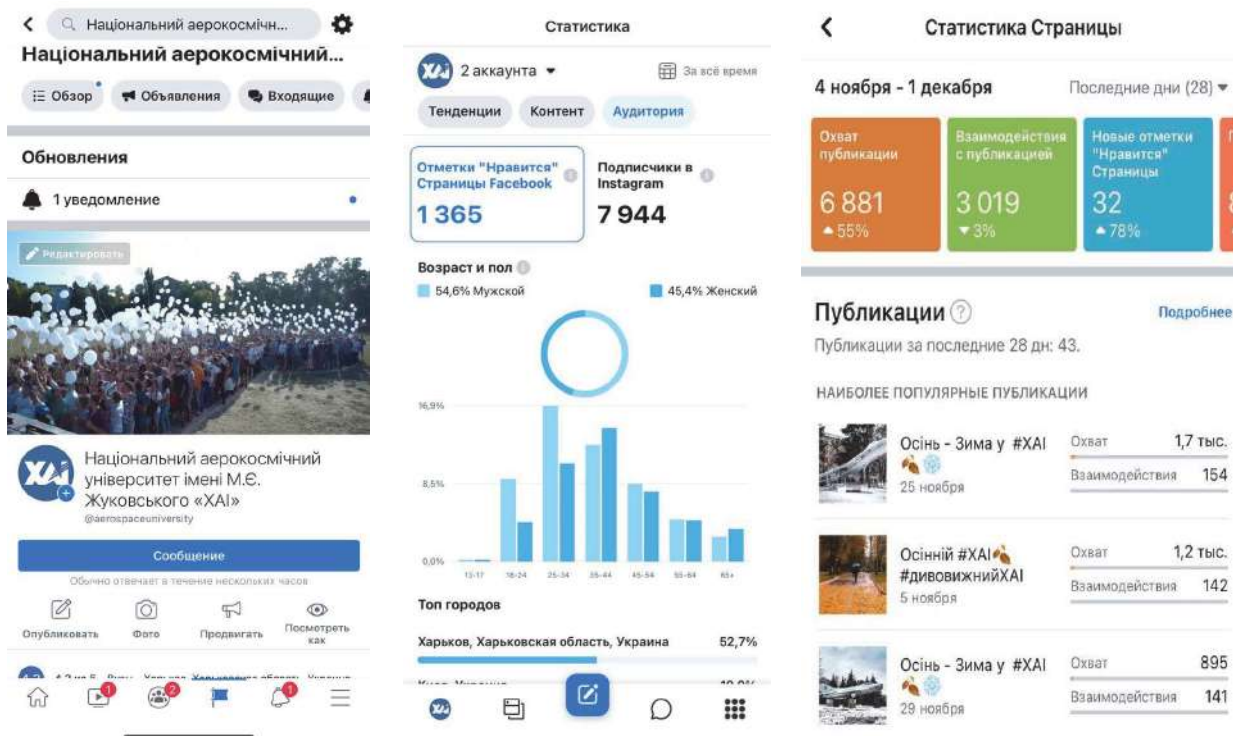 Національний аерокосмічн...
Національний аерокосмічний...
Обзор
Объявления
Входящие
Обновления
1 уведомление
Редактировать
ХАІ
Національний аерокосмічний
університет імені М.Є.
Жуковського «ХАІ»
@aerospaceuniversity
Сообщение
Обычно отвечает в течение нескольких часов
Опубликовать
Фото
Продвигать
Посмотреть
как
1
2
1
Статистика
ХАІ
2 аккаунта
За всё время
Тенденции
Контент
Аудитория
Отметки "Нравится"
Страницы Facebook
1 365
Подписчики в
Instagram
7 944
Возраст и пол
54,6% Мужской
45,4% Женский
16,9%
8,5%
0,0%
13-17 18-24 25-34 35-44 45-54 55-64 65+
Топ городов
Харьков, Харьковская область, Украина 52,7%
ХАІ
Статистика Страницы
4 ноября - 1 декабря
Последние дни (28)
Охват
публикации
6 881
55%
Взаимодействия
с публикацией
3 019
3%
Новые отметки
"Нравится"
Страницы
32
78%
Публикации
Подробнее
Публикации за последние 28 дн: 43.
НАИБОЛЕЕ ПОПУЛЯРНЫЕ ПУБЛИКАЦИИ
Осінь - Зима у #ХАІ
25 ноября
Охват 1,7 тыс.
Взаимодействия 154
Осінній #ХАІ
#дивовижнийХАІ
5 ноября
Охват 1,2 тыс.
Взаимодействия 142
Осінь - Зима у #ХАІ
29 ноября
Охват 895
Взаимодействия 141